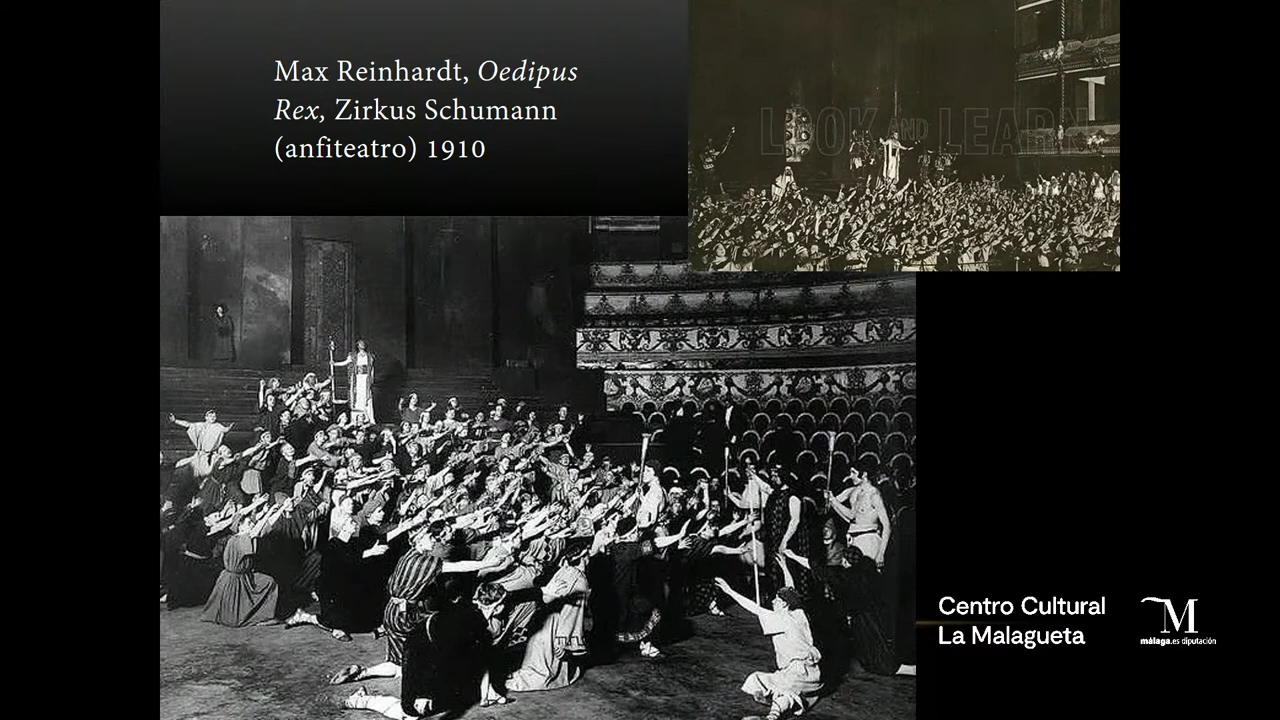 Max Reinhardt, Oedipus
Rex, Zirkus Schumann
(anfiteatro) 1910
LOOK AND LEARN
Centro Cultural
La Malagueta
M
málaga.es diputación